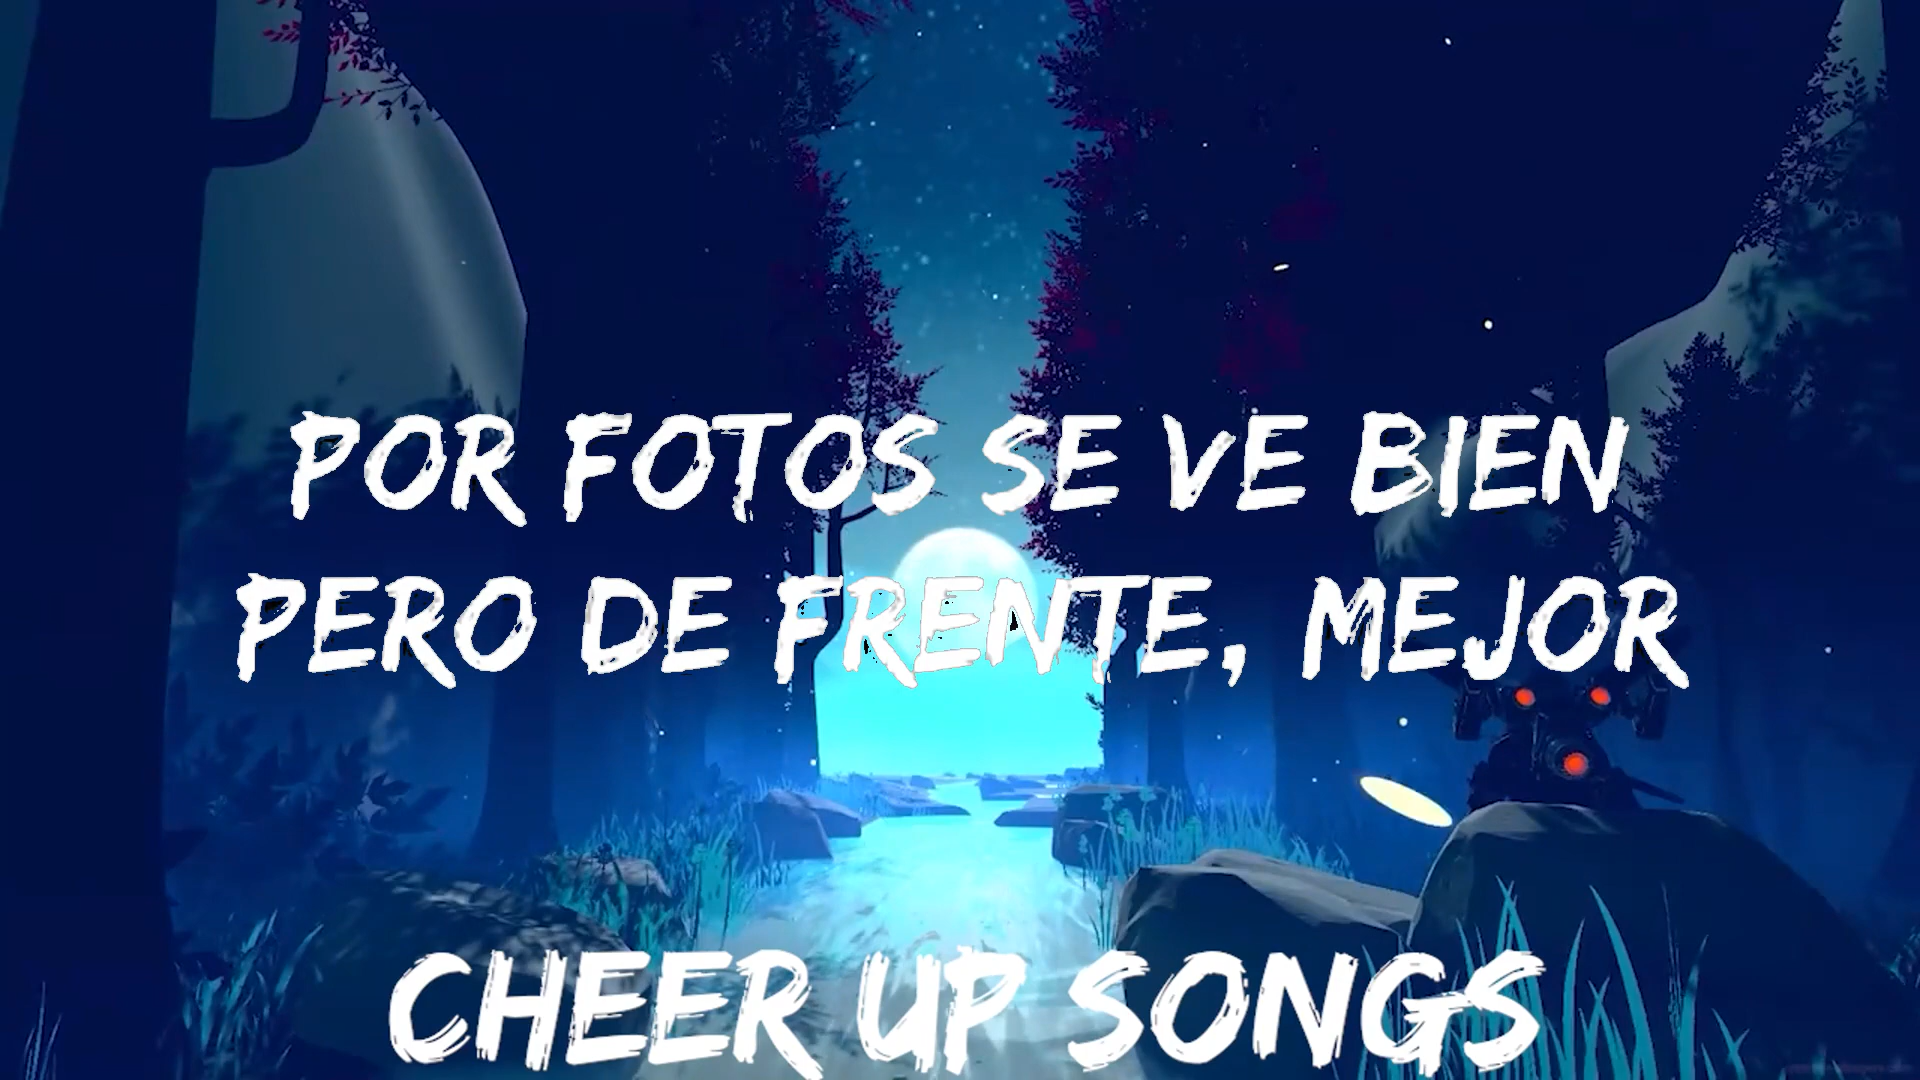 POR FOTOS SE VE BIEN
PERO DE FRENTE, MEJOR
CHEER UP SONGS